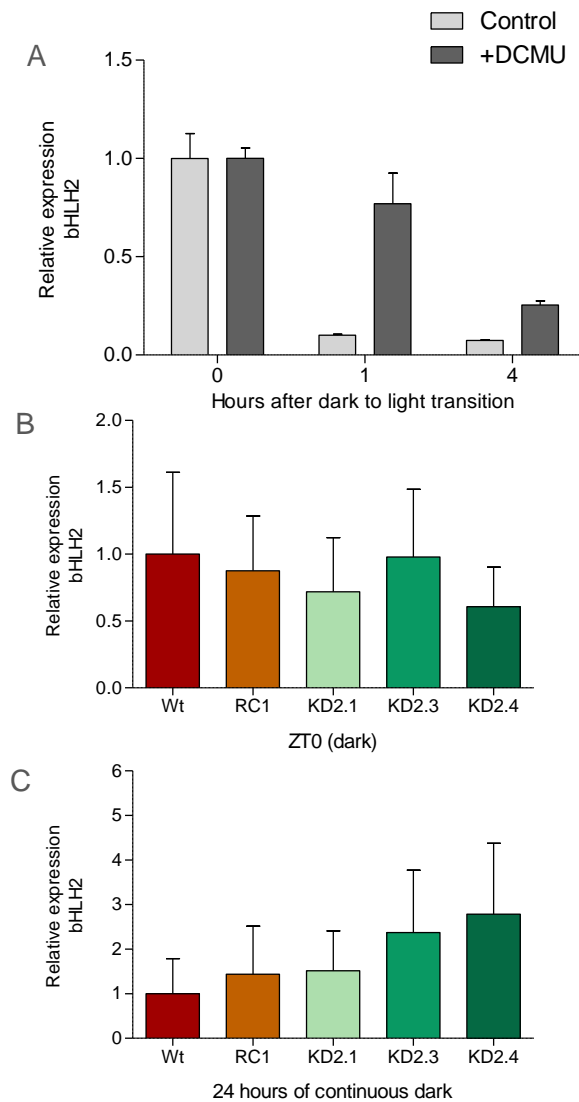 Control
+DCMU
A
Relative expression
bHLH2
1.5
1.0
0.5
0.0
0 1 4
Hours after dark to light transition
B
Relative expression
bHLH2
2.0
1.5
1.0
0.5
0.0
Wt RC1 KD2.1 KD2.3 KD2.4
ZT0 (dark)
C
Relative expression
bHLH2
6
5
4
3
2
1
0
Wt RC1 KD2.1 KD2.3 KD2.4
24 hours of continuous dark